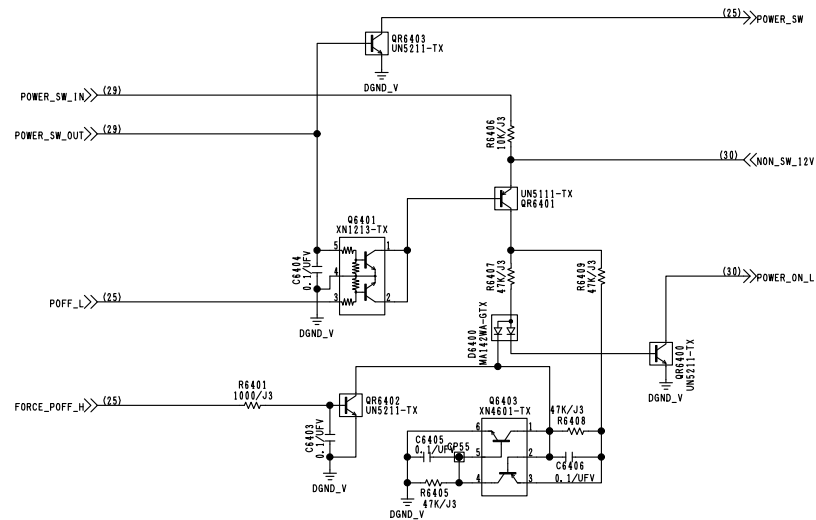 (25) POWER_SW
QR6403
UN5211-TX
DGND_V
POWER_SW_IN (29)
R6406
10K/J3
POWER_SW_OUT (29)
(30) NON_SW_12V
UN5111-TX
QR6401
Q6401
XN1213-TX
5 1
4
3 2
C6404
0.1/UFV
R6407
47K/J3
R6409
47K/J3
(30) POWER_ON_L
POFF_L (25)
DGND_V
D6400
MA142WA-GTX
QR6400
UN5211-TX
DGND_V
R6401
1000/J3
FORCE_POFF_H (25)
QR6402
UN5211-TX
C6403
0.1/UFV
DGND_V
Q6403
XN4601-TX
47K/J3
R6408
6 1
5 2
4 3
C6405
0.1/UFV
GP55
C6406
0.1/UFV
R6405
47K/J3
DGND_V